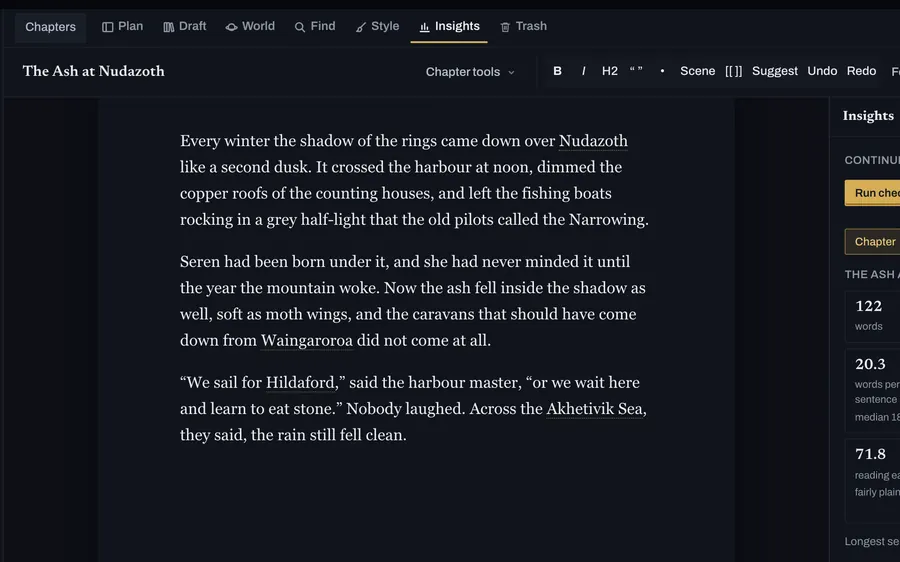 Chapters Plan Draft World Find Style Insights Trash
The Ash at Nudazoth Chapter tools B I H2 “ ” • Scene [[ ]] Suggest Undo Redo
Insights
Every winter the shadow of the rings came down over Nudazoth
like a second dusk. It crossed the harbour at noon, dimmed the
copper roofs of the counting houses, and left the fishing boats
rocking in a grey half-light that the old pilots called the Narrowing.
Seren had been born under it, and she had never minded it until
the year the mountain woke. Now the ash fell inside the shadow as
well, soft as moth wings, and the caravans that should have come
down from Waingaroroa did not come at all.
“We sail for Hildaford,” said the harbour master, “or we wait here
and learn to eat stone.” Nobody laughed. Across the Akhetivik Sea,
they said, the rain still fell clean.
CONTINU
Run chec
Chapter
THE ASH A
122
words
20.3
words per
sentence
median 18
71.8
reading ea
fairly plain
Longest se